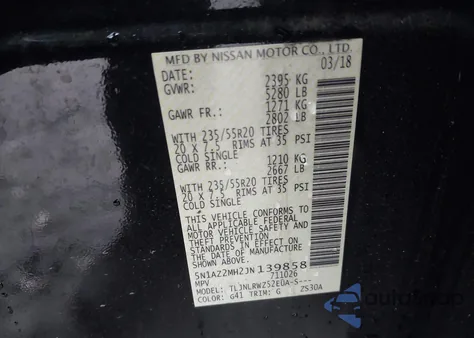 MFD BY NISSAN MOTOR CO., LTD.
DATE: 03/18
GVWR: 2395 KG
5280 LB
GAWR FR.: 1271 KG
2802 LB
WITH 235/55R20 TIRES
20 X 7.5 RIMS AT 35 PSI
COLD SINGLE
GAWR RR.: 1210 KG
2667 LB
WITH 235/55R20 TIRES
20 X 7.5 RIMS AT 35 PSI
COLD SINGLE
THIS VEHICLE CONFORMS TO
ALL APPLICABLE FEDERAL
MOTOR VEHICLE SAFETY AND
THEFT PREVENTION
STANDARDS IN EFFECT ON
THE DATE OF MANUFACTURE
SHOWN ABOVE.
5N1AZ2MH2JN139858
MPV 711026
MODEL: TLJNLRWZ52EUA-S---
COLOR: G41 TRIM: G 2530A